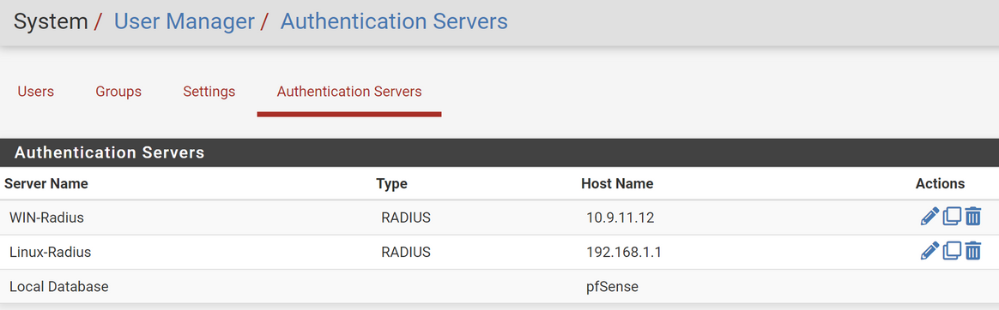 System / User Manager / Authentication Servers
Users Groups Settings Authentication Servers
Authentication Servers
Server Name Type Host Name Actions
WIN-Radius RADIUS 10.9.11.12
Linux-Radius RADIUS 192.168.1.1
Local Database pfSense